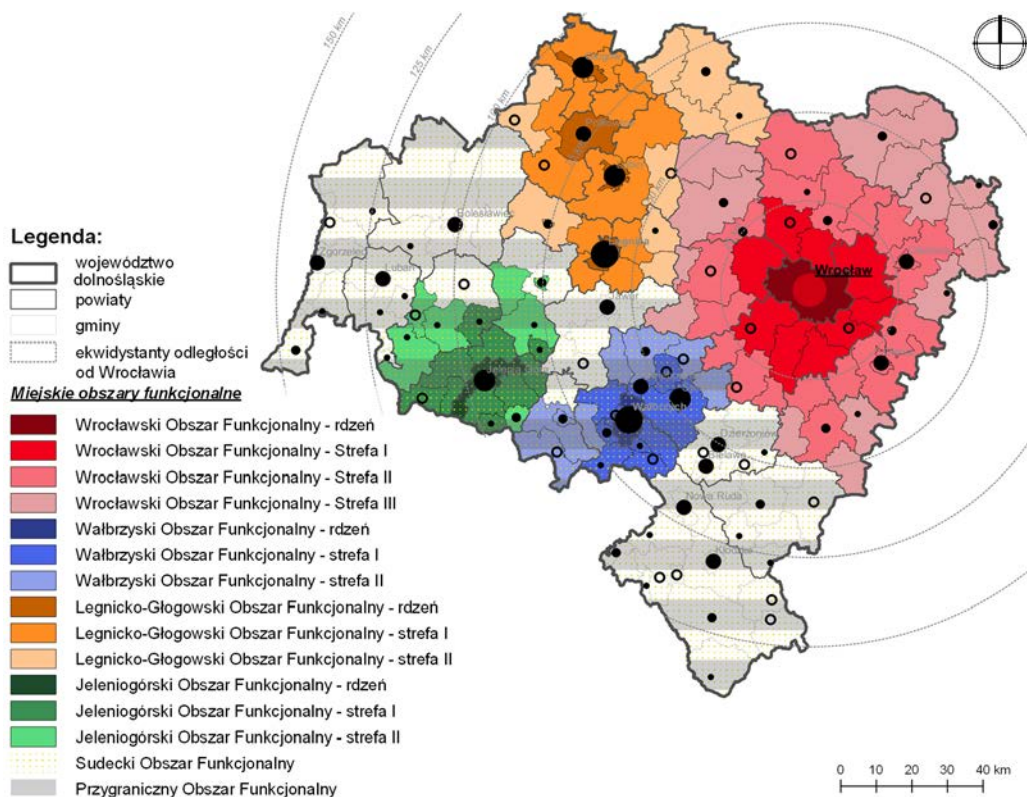 150 km
125 km
100 km
Bolesławiec
Wrocław
Nowa Ruda
Legenda:
województwo
dolnośląskie
powiaty
gminy
ekwidystanty odległości
od Wrocławia
Miejskie obszary funkcjonalne
Wrocławski Obszar Funkcjonalny - rdzeń
Wrocławski Obszar Funkcjonalny - Strefa I
Wrocławski Obszar Funkcjonalny - Strefa II
Wrocławski Obszar Funkcjonalny - Strefa III
Wałbrzyski Obszar Funkcjonalny - rdzeń
Wałbrzyski Obszar Funkcjonalny - strefa I
Wałbrzyski Obszar Funkcjonalny - strefa II
Legnicko-Głogowski Obszar Funkcjonalny - rdzeń
Legnicko-Głogowski Obszar Funkcjonalny - strefa I
Legnicko-Głogowski Obszar Funkcjonalny - strefa II
Jeleniogórski Obszar Funkcjonalny - rdzeń
Jeleniogórski Obszar Funkcjonalny - strefa I
Jeleniogórski Obszar Funkcjonalny - strefa II
Sudecki Obszar Funkcjonalny
Przygraniczny Obszar Funkcjonalny
0 10 20 30 40 km